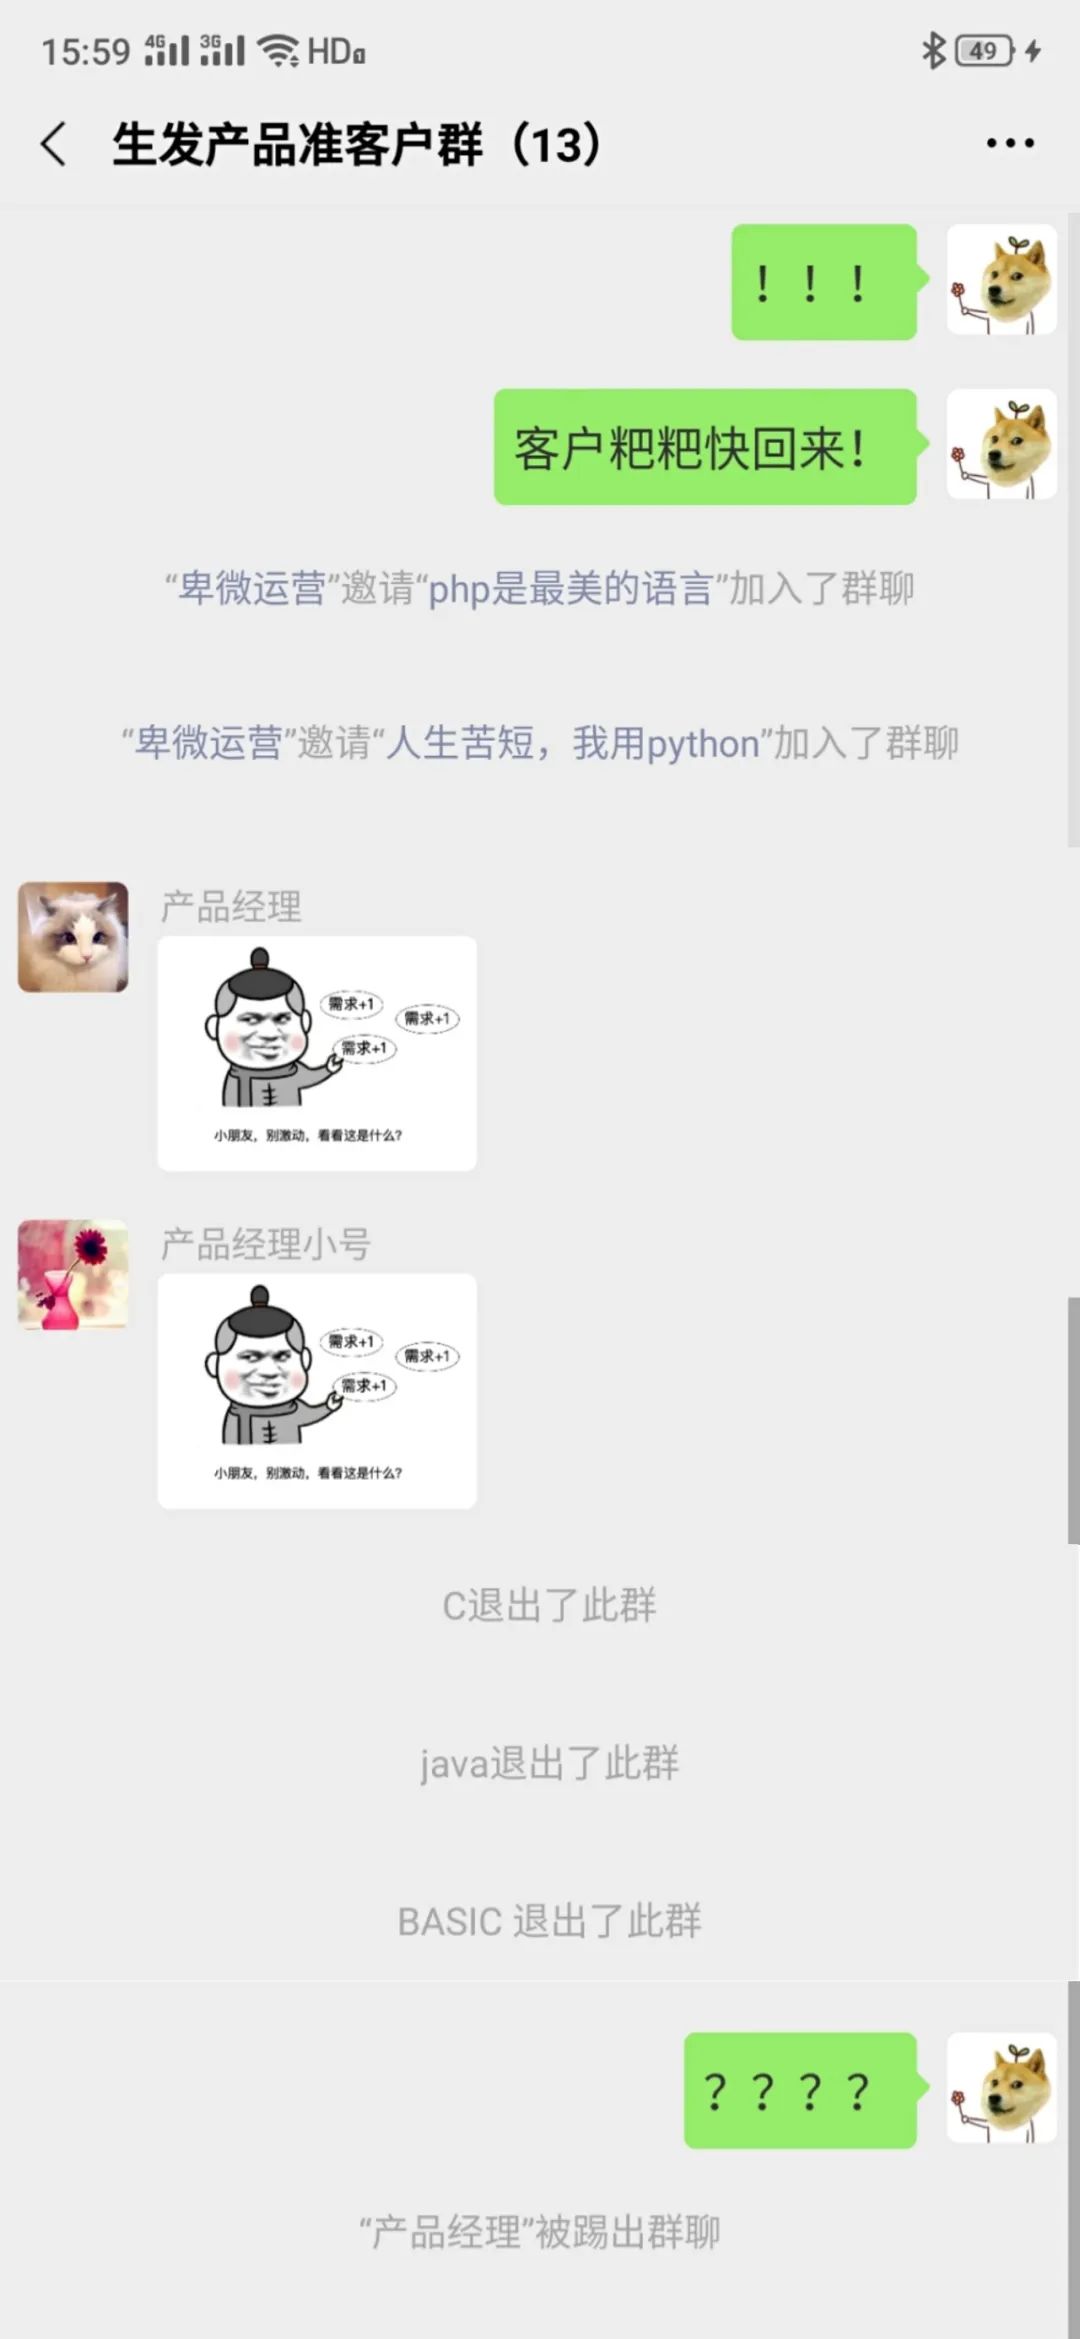 15:59 4G 3G HD 49
生发产品准客户群（13）
！！！
客户粑粑快回来！
“卑微运营”邀请“php是最美的语言”加入了群聊
“卑微运营”邀请“人生苦短，我用python”加入了群聊
产品经理
需求+1
需求+1
需求+1
小朋友，别激动，看看这是什么?
产品经理小号
需求+1
需求+1
需求+1
小朋友，别激动，看看这是什么?
C退出了此群
java退出了此群
BASIC 退出了此群
？？？？
“产品经理”被踢出群聊